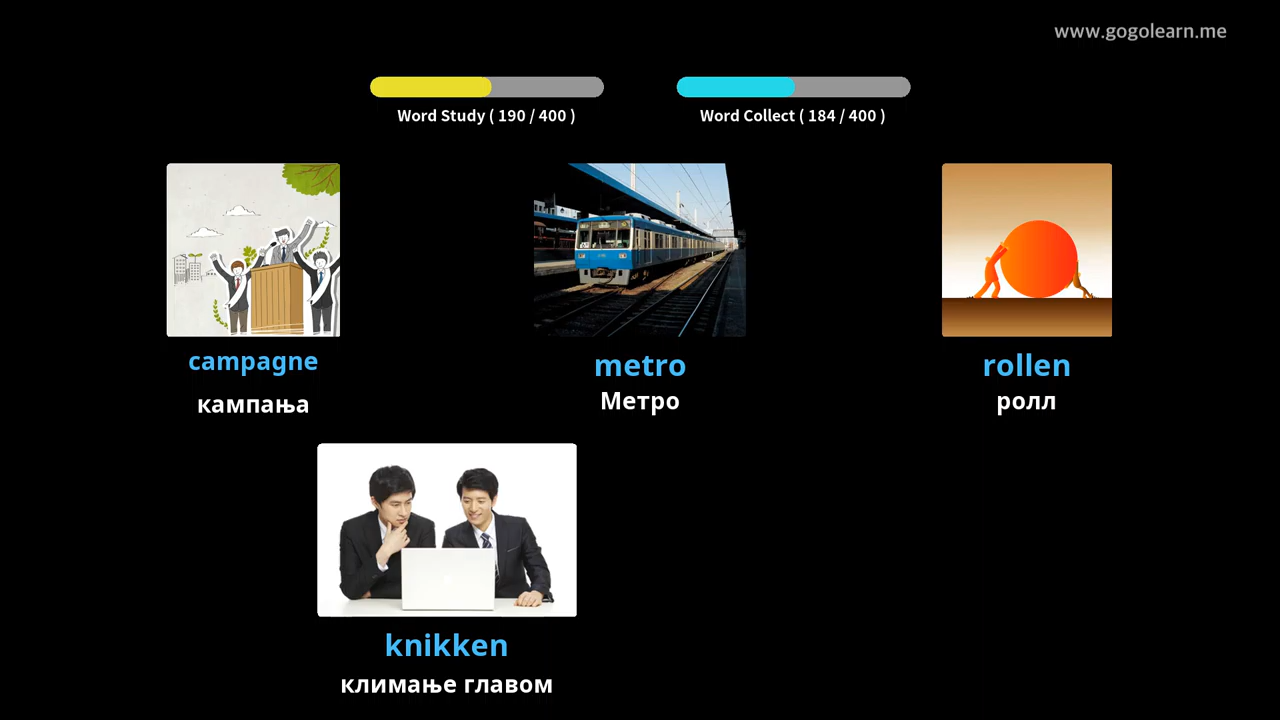 www.gogolearn.me
Word Study ( 190 / 400 )
Word Collect ( 184 / 400 )
campagne
кампања
metro
Метро
rollen
ролл
knikken
климање главом